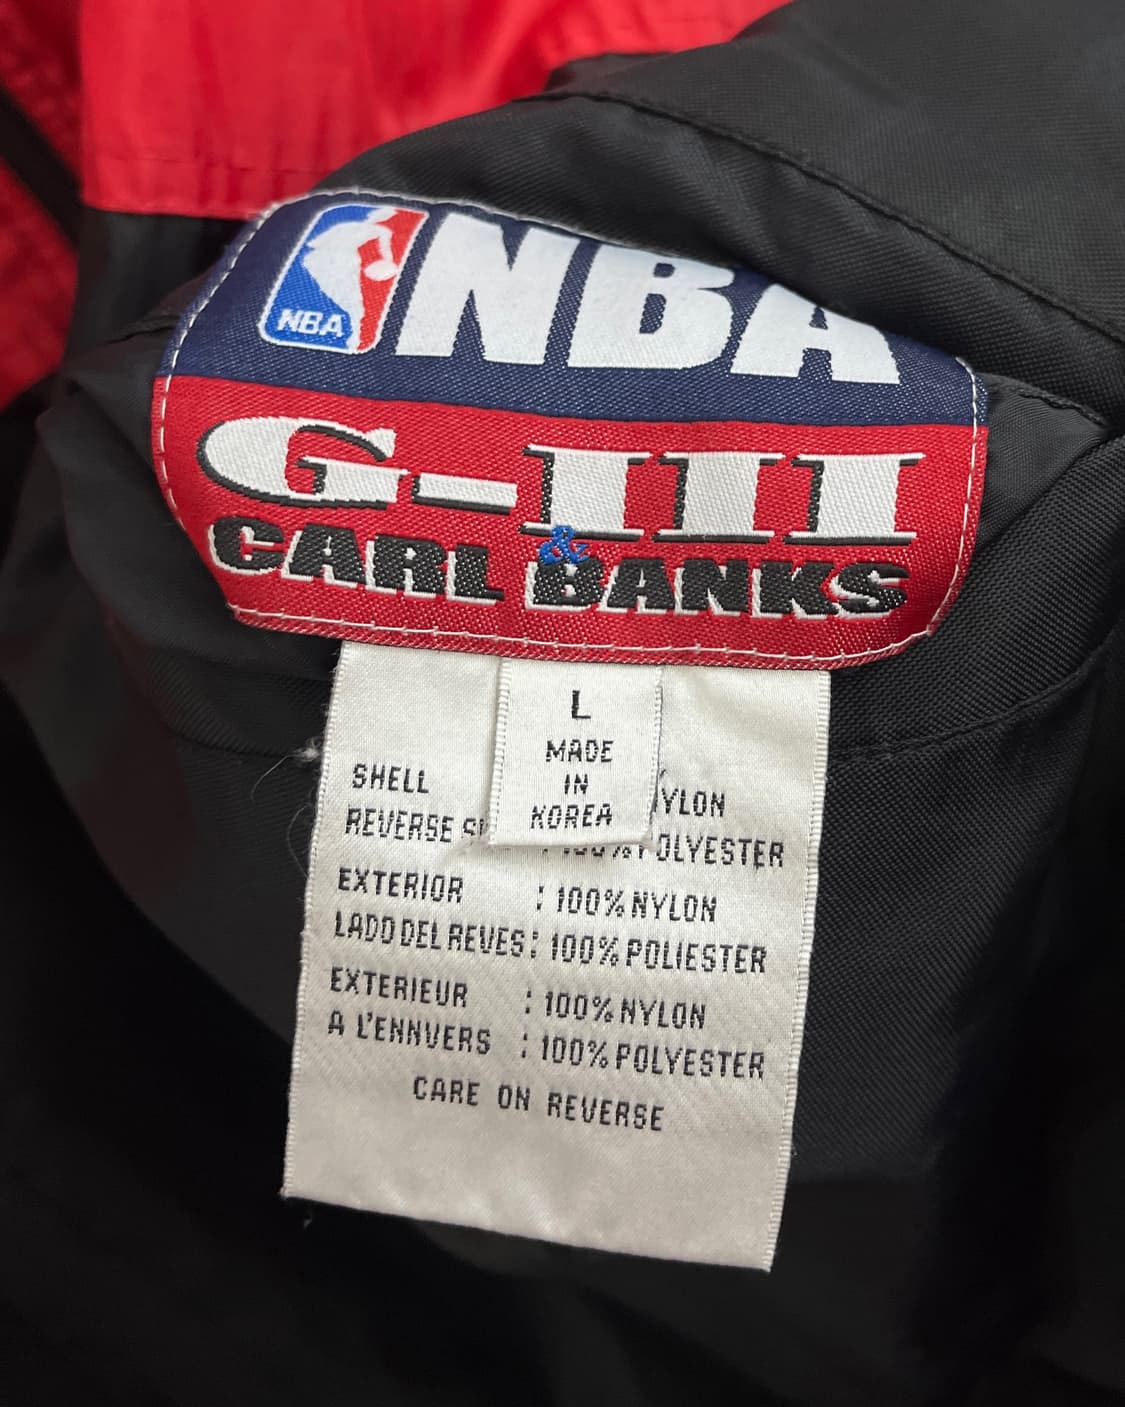 NBA
NBA
G-III
&
CARL BANKS
L
MADE
IN
KOREA
SHELL
REVERSE POLYESTER
EXTERIOR : 100% NYLON
LADO DEL REVES : 100% POLIESTER
EXTERIEUR : 100% NYLON
A L'ENNVERS : 100% POLYESTER
CARE ON REVERSE